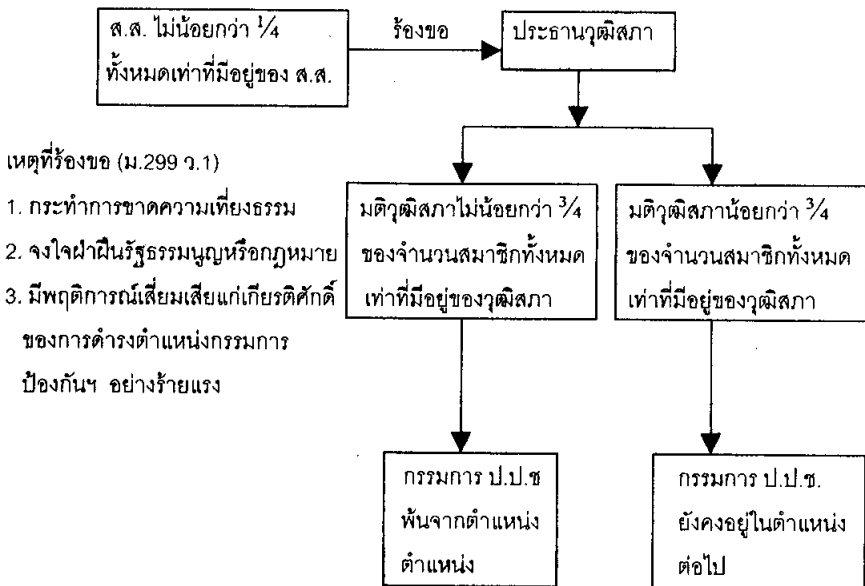 ส.ส. ไม่น้อยกว่า ¼
ทั้งหมดเท่าที่มีอยู่ของ ส.ส.
ร้องขอ
ประธานวุฒิสภา
เหตุที่ร้องขอ (ม.299 ว.1)
1. กระทำการขาดความเที่ยงธรรม
2. จงใจฝ่าฝืนรัฐธรรมนูญหรือกฎหมาย
3. มีพฤติการณ์เสื่อมเสียแก่เกียรติศักดิ์
ของการดำรงตำแหน่งกรรมการ
ป้องกันฯ อย่างร้ายแรง
มติวุฒิสภาไม่น้อยกว่า ¾
ของจำนวนสมาชิกทั้งหมด
เท่าที่มีอยู่ของวุฒิสภา
มติวุฒิสภาน้อยกว่า ¾
ของจำนวนสมาชิกทั้งหมด
เท่าที่มีอยู่ของวุฒิสภา
กรรมการ ป.ป.ช
พ้นจากตำแหน่ง
ตำแหน่ง
กรรมการ ป.ป.ช.
ยังคงอยู่ในตำแหน่ง
ต่อไป